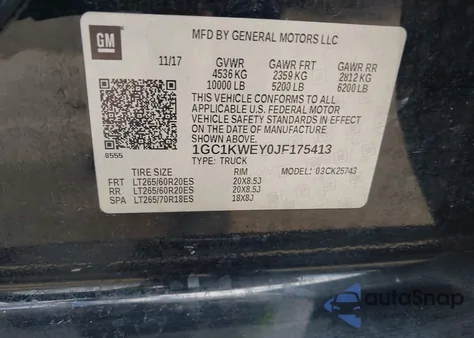 GM
MFD BY GENERAL MOTORS LLC
11/17 GVWR GAWR FRT GAWR RR
4536 KG 2359 KG 2812 KG
10000 LB 5200 LB 6200 LB
THIS VEHICLE CONFORMS TO ALL
APPLICABLE U.S. FEDERAL MOTOR
VEHICLE SAFETY STANDARDS IN
EFFECT ON THE DATE OF
MANUFACTURE SHOWN ABOVE.
8555
1GC1KWEY0JF175413
TYPE: TRUCK
TIRE SIZE RIM MODEL: 03CK25743
FRT LT265/60R20ES 20X8.5J
RR LT265/60R20ES 20X8.5J
SPA LT265/70R18ES 18X8J
autoSnap